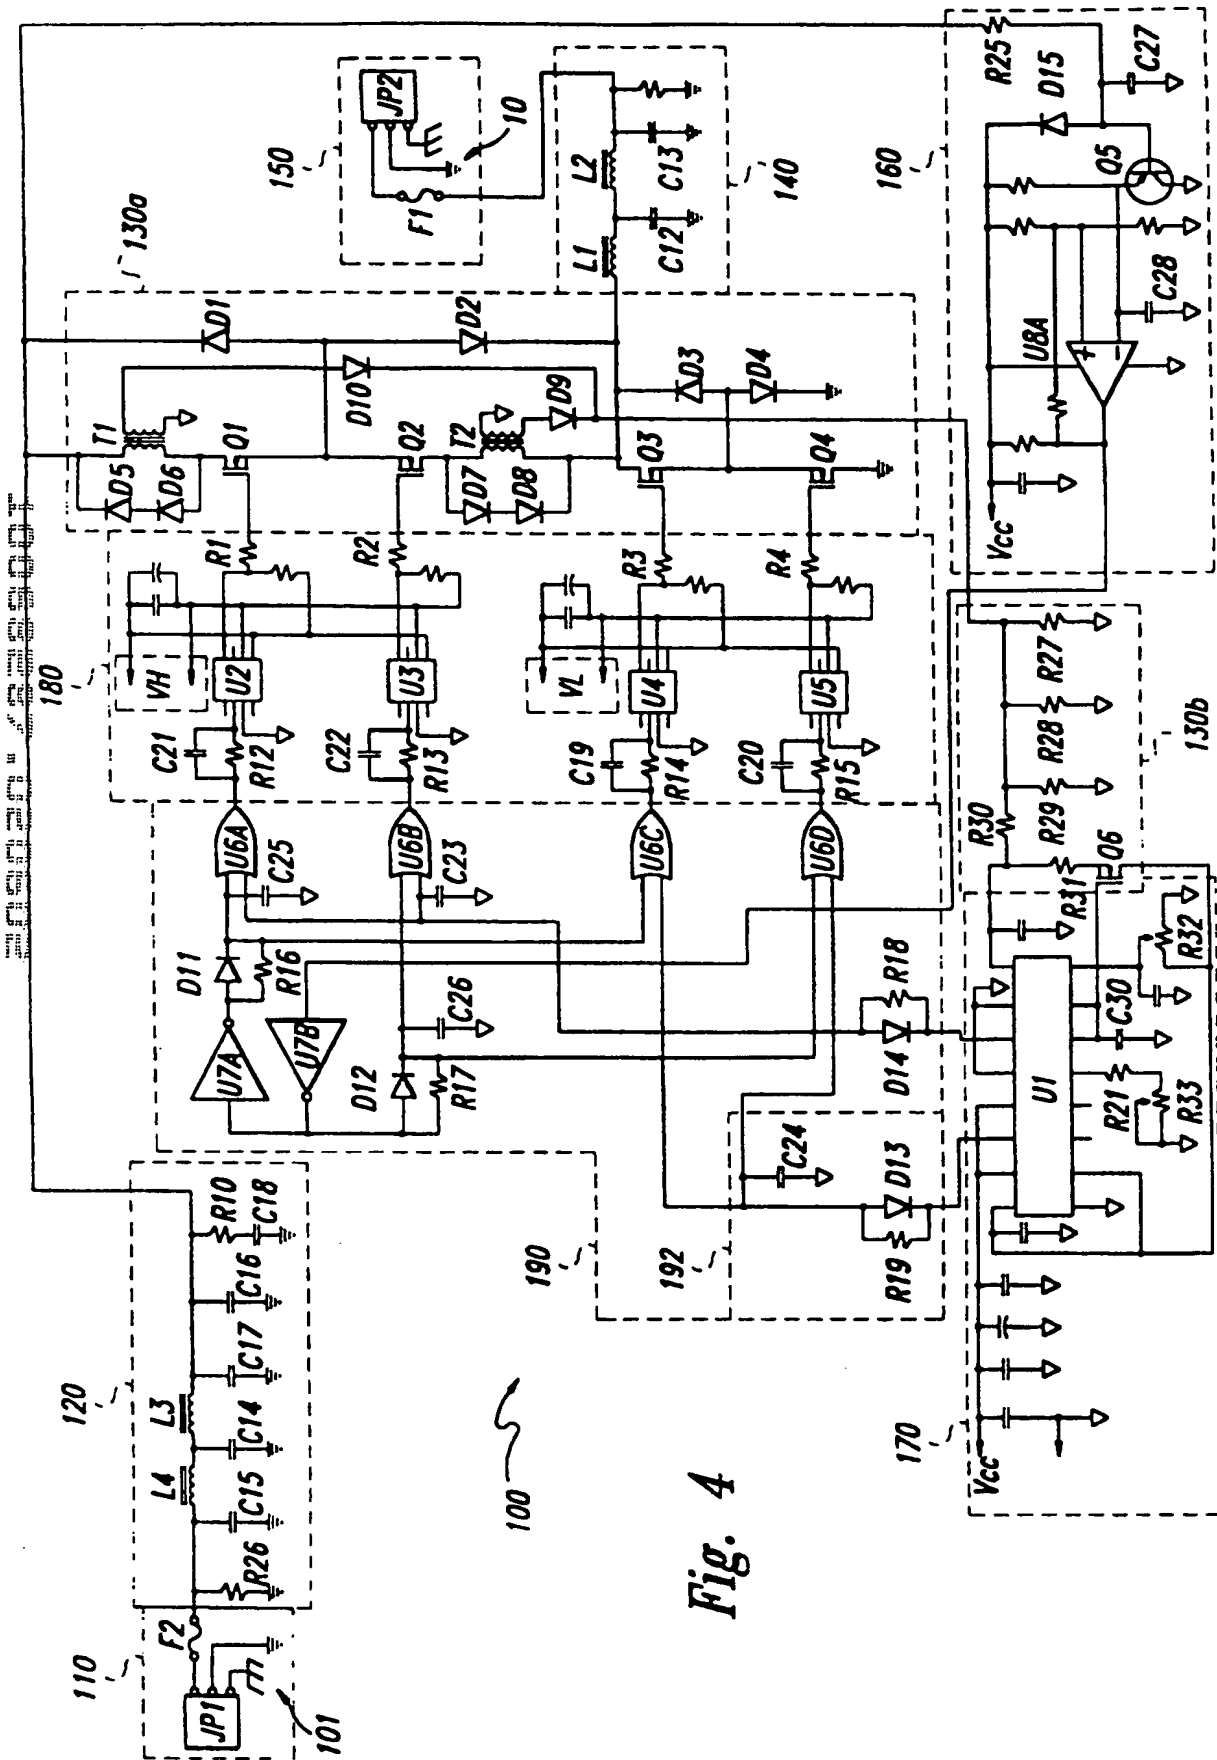 110
101
JP1
F2
120
R26
C15
L4
C14
L3
C17
C16
R10
C18
180
VH
C21
R12
U2
R1
C22
R13
U3
R2
VL
C19
R14
U4
R3
C20
R15
U5
R4
130a
T1
D5
D6
Q1
D1
D10
D2
Q2
T2
D7
D8
D9
Q3
D3
D4
Q4
150
JP2
F1
10
140
L1
C12
L2
C13
190
U7A
D11
R16
U7B
U6A
C25
D12
R17
C26
U6B
C23
U6C
U6D
D14
R18
192
C24
R19
D13
100
160
R25
D15
C27
Q5
U8A
C28
Vcc
130b
R30
R29
R28
R27
R31
Q6
170
Vcc
U1
R21
R33
C30
R32
Fig. 4